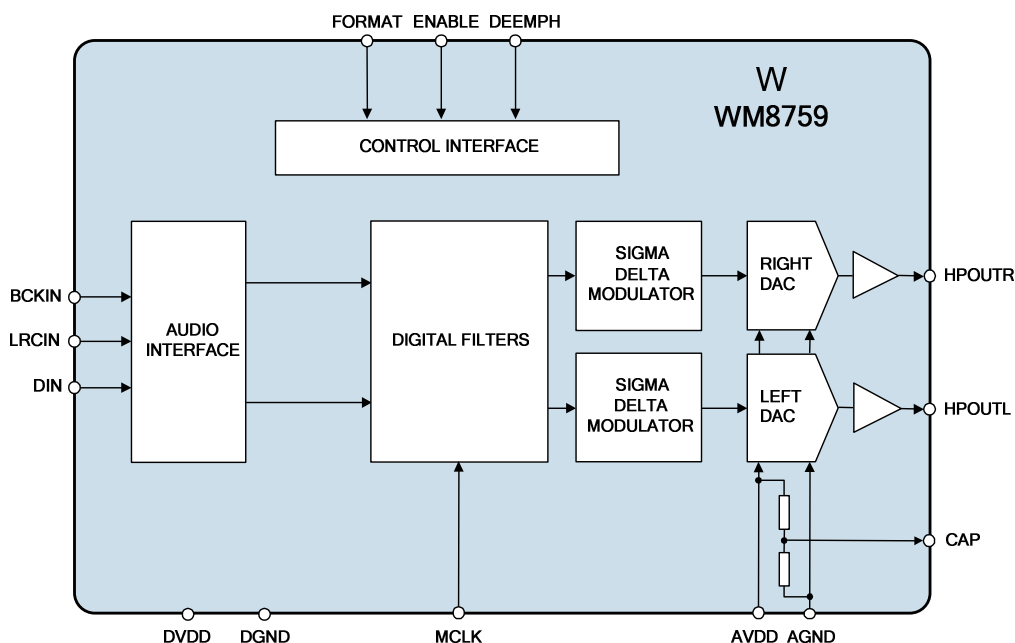 FORMAT ENABLE DEEMPH
W
WM8759
CONTROL INTERFACE
BCKIN
LRCIN
DIN
AUDIO
INTERFACE
DIGITAL FILTERS
SIGMA
DELTA
MODULATOR
RIGHT
DAC
HPOUTR
SIGMA
DELTA
MODULATOR
LEFT
DAC
HPOUTL
CAP
DVDD DGND MCLK AVDD AGND